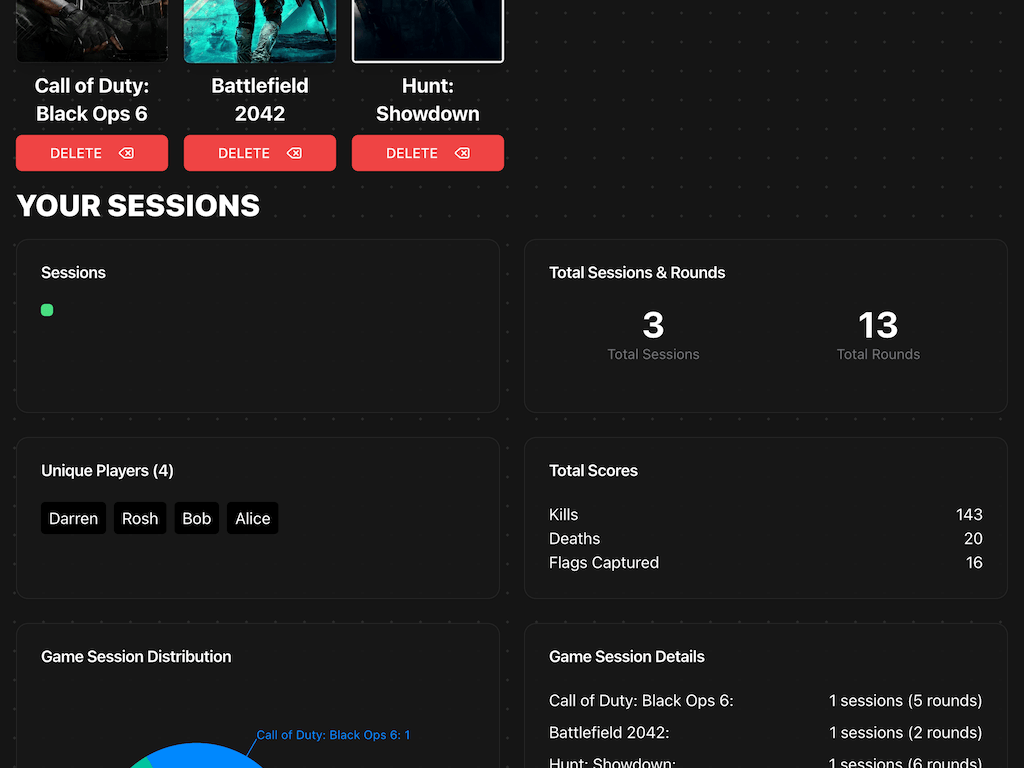 Call of Duty:
Black Ops 6
Battlefield
2042
Hunt:
Showdown
DELETE
DELETE
DELETE
YOUR SESSIONS
Sessions
Total Sessions & Rounds
3
Total Sessions
13
Total Rounds
Unique Players (4)
Darren Rosh Bob Alice
Total Scores
Kills 143
Deaths 20
Flags Captured 16
Game Session Distribution
Call of Duty: Black Ops 6: 1
Game Session Details
Call of Duty: Black Ops 6: 1 sessions (5 rounds)
Battlefield 2042: 1 sessions (2 rounds)
Hunt: Showdown: 1 sessions (6 rounds)